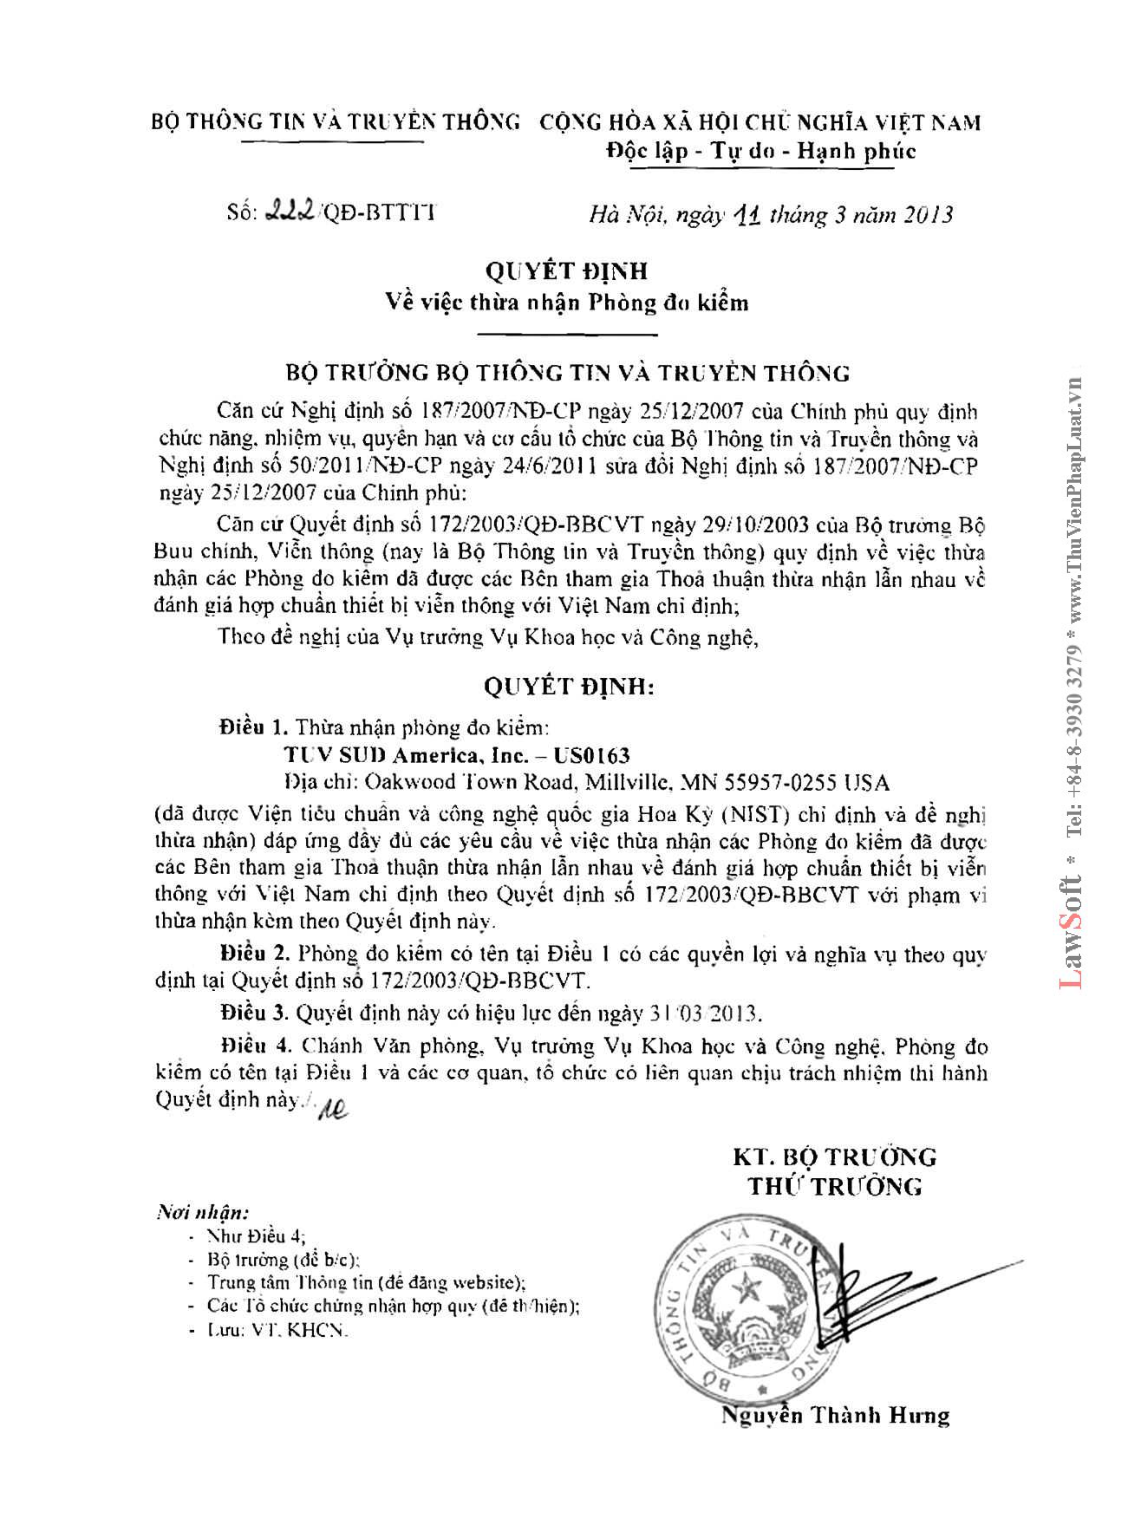 BỘ THÔNG TIN VÀ TRUYỀN THÔNG
CỘNG HÒA XÃ HỘI CHỦ NGHĨA VIỆT NAM
Độc lập - Tự do - Hạnh phúc
Số: 222/QĐ-BTTTT
Hà Nội, ngày 11 tháng 3 năm 2013
QUYẾT ĐỊNH
Về việc thừa nhận Phòng đo kiểm
BỘ TRƯỞNG BỘ THÔNG TIN VÀ TRUYỀN THÔNG
Căn cứ Nghị định số 187/2007/NĐ-CP ngày 25/12/2007 của Chính phủ quy định
chức năng, nhiệm vụ, quyền hạn và cơ cấu tổ chức của Bộ Thông tin và Truyền thông và
Nghị định số 50/2011/NĐ-CP ngày 24/6/2011 sửa đổi Nghị định số 187/2007/NĐ-CP
ngày 25/12/2007 của Chính phủ;
Căn cứ Quyết định số 172/2003/QĐ-BBCVT ngày 29/10/2003 của Bộ trưởng Bộ
Bưu chính, Viễn thông (nay là Bộ Thông tin và Truyền thông) quy định về việc thừa
nhận các Phòng đo kiểm đã được các Bên tham gia Thoả thuận thừa nhận lẫn nhau về
đánh giá hợp chuẩn thiết bị viễn thông với Việt Nam chỉ định;
Theo đề nghị của Vụ trưởng Vụ Khoa học và Công nghệ,
QUYẾT ĐỊNH:
Điều 1. Thừa nhận phòng đo kiểm:
TUV SUD America, Inc. – US0163
Địa chỉ: Oakwood Town Road, Millville, MN 55957-0255 USA
(đã được Viện tiêu chuẩn và công nghệ quốc gia Hoa Kỳ (NIST) chỉ định và đề nghị
thừa nhận) đáp ứng đầy đủ các yêu cầu về việc thừa nhận các Phòng đo kiểm đã được
các Bên tham gia Thoả thuận thừa nhận lẫn nhau về đánh giá hợp chuẩn thiết bị viễn
thông với Việt Nam chỉ định theo Quyết định số 172/2003/QĐ-BBCVT với phạm vi
thừa nhận kèm theo Quyết định này.
Điều 2. Phòng đo kiểm có tên tại Điều 1 có các quyền lợi và nghĩa vụ theo quy
định tại Quyết định số 172/2003/QĐ-BBCVT.
Điều 3. Quyết định này có hiệu lực đến ngày 31/03/2013.
Điều 4. Chánh Văn phòng, Vụ trưởng Vụ Khoa học và Công nghệ, Phòng đo
kiểm có tên tại Điều 1 và các cơ quan, tổ chức có liên quan chịu trách nhiệm thi hành
Quyết định này./.
KT. BỘ TRƯỞNG
THỨ TRƯỞNG
Nơi nhận:
- Như Điều 4;
- Bộ trưởng (để b/c);
- Trung tâm Thông tin (để đăng website);
- Các Tổ chức chứng nhận hợp quy (để th/hiện);
- Lưu: VT, KHCN.
BỘ THÔNG TIN VÀ TRUYỀN THÔNG
Nguyễn Thành Hưng
LawSoft * Tel: +84-8-3930 3279 * www.ThuVienPhapLuat.vn